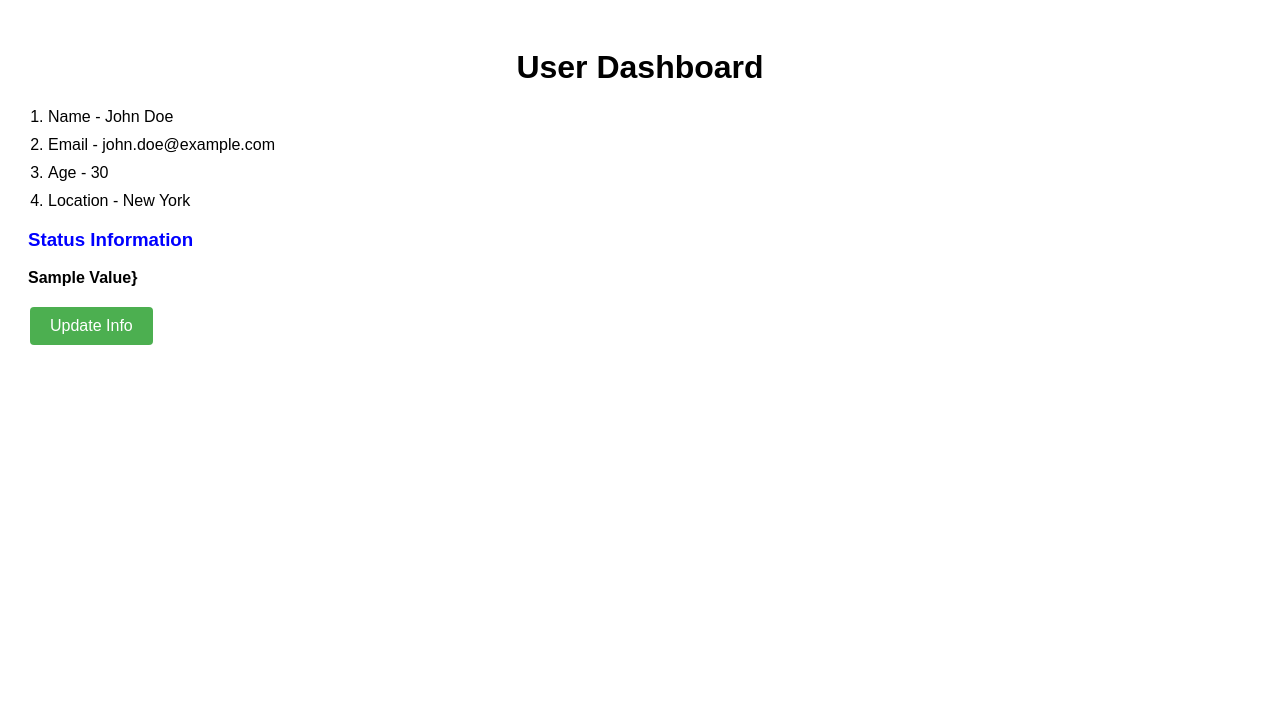 User Dashboard
1. Name - John Doe
2. Email - john.doe@example.com
3. Age - 30
4. Location - New York
Status Information
Sample Value}
Update Info